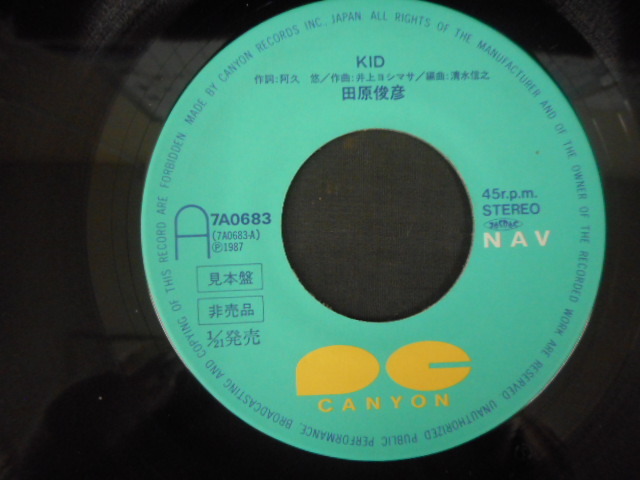 KID
作詞:阿久 悠/作曲:井上ヨシマサ/編曲:清水信之
田原俊彦
A
7A0683
(7A0683-A)
Ⓟ1987
45r.p.m.
STEREO
NAV
見本盤
非売品
1/21発売
CANYON
MADE BY CANYON RECORDS INC., JAPAN. ALL RIGHTS OF THE MANUFACTURER AND OF THE OWNER OF THE RECORDED WORK ARE RESERVED. UNAUTHORIZED PUBLIC PERFORMANCE, BROADCASTING AND COPYING OF THIS RECORD ARE FORBIDDEN